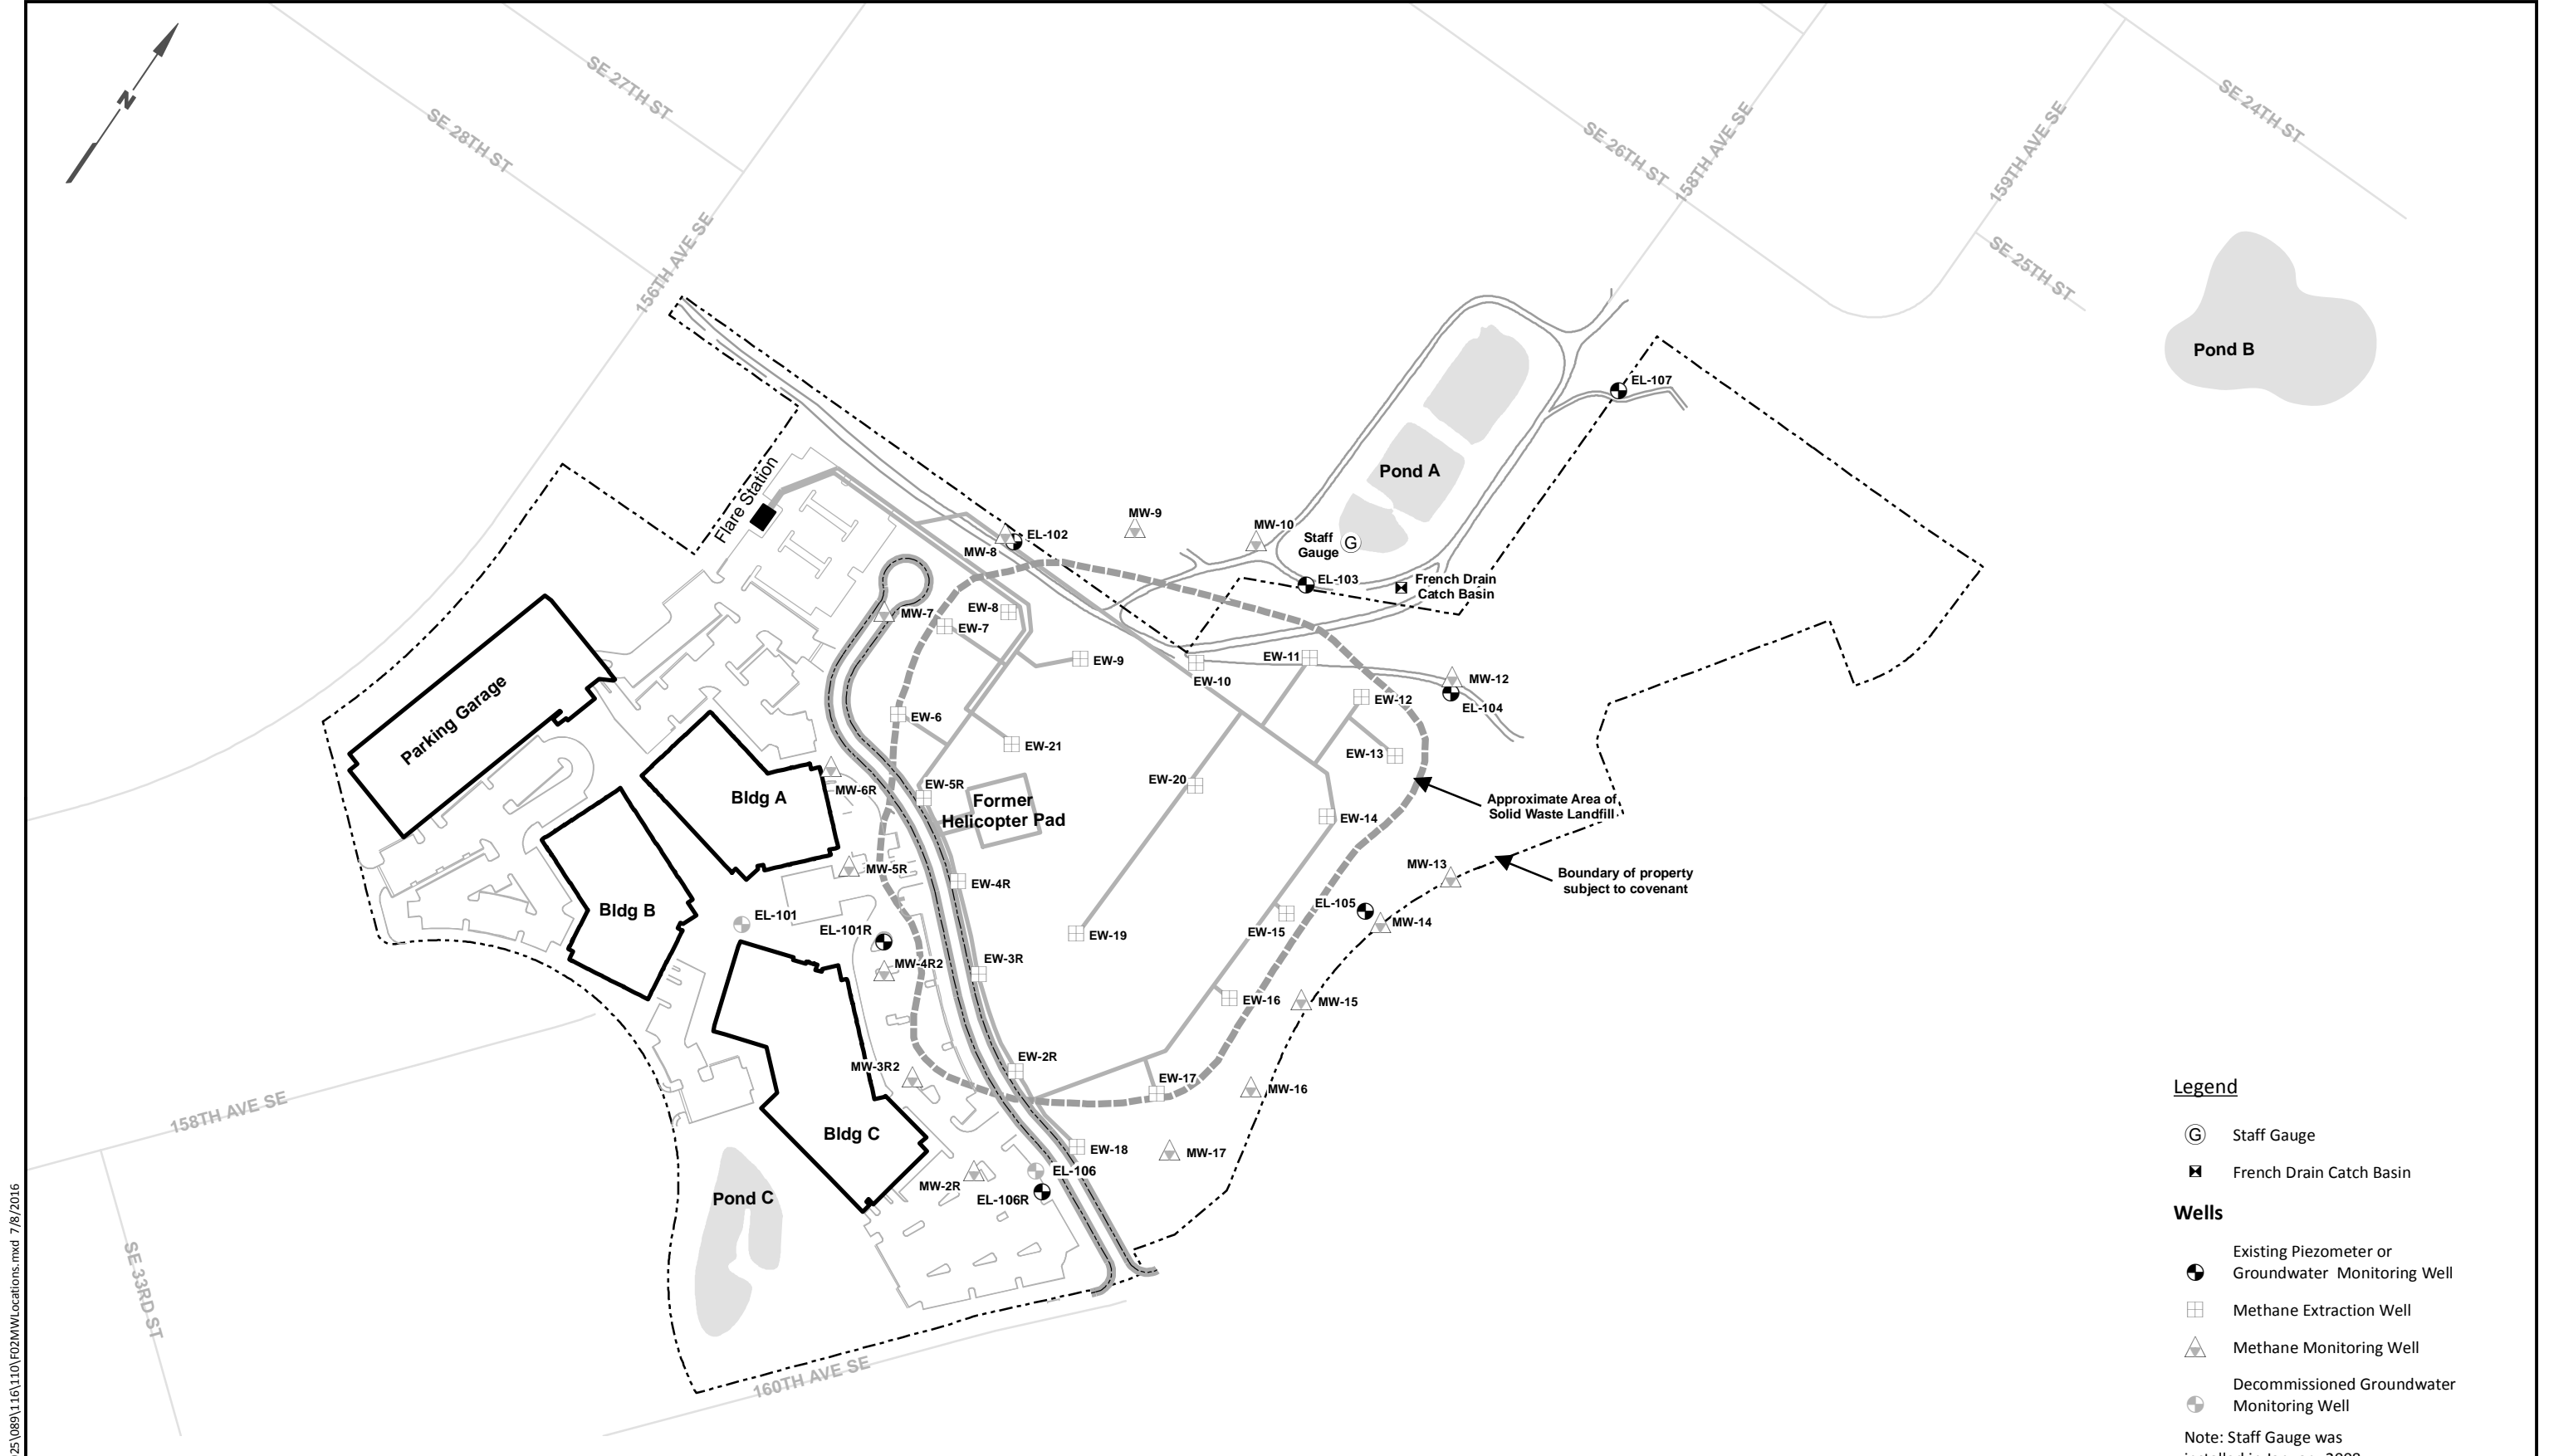 N
SE 27TH ST
SE 28TH ST
156TH AVE SE
SE 26TH ST
158TH AVE SE
159TH AVE SE
SE 24TH ST
SE 25TH ST
Pond B
EL-107
Pond A
Flare Station
MW-9
MW-10
EL-102
MW-8
Staff
Gauge
G
EL-103
French Drain
Catch Basin
MW-7
EW-8
EW-7
EW-9
EW-10
EW-11
MW-12
EL-104
EW-12
EW-13
EW-6
EW-21
Parking Garage
Bldg A
MW-6R
EW-5R
Former
Helicopter Pad
EW-20
EW-14
Approximate Area of
Solid Waste Landfill
MW-13
Boundary of property
subject to covenant
MW-5R
EW-4R
Bldg B
EL-101
EL-101R
EL-105
MW-14
EW-15
EW-19
MW-4R2
EW-3R
EW-16
MW-15
EW-2R
MW-3R2
EW-17
MW-16
158TH AVE SE
Bldg C
EW-18
MW-17
EL-106
MW-2R
EL-106R
Pond C
SE 33RD ST
160TH AVE SE
Legend
G
Staff Gauge
French Drain Catch Basin
Wells
Existing Piezometer or
Groundwater Monitoring Well
Methane Extraction Well
Methane Monitoring Well
Decommissioned Groundwater
Monitoring Well
Note: Staff Gauge was
25\089\116\110\F02MWLocations.mxd 7/8/2016